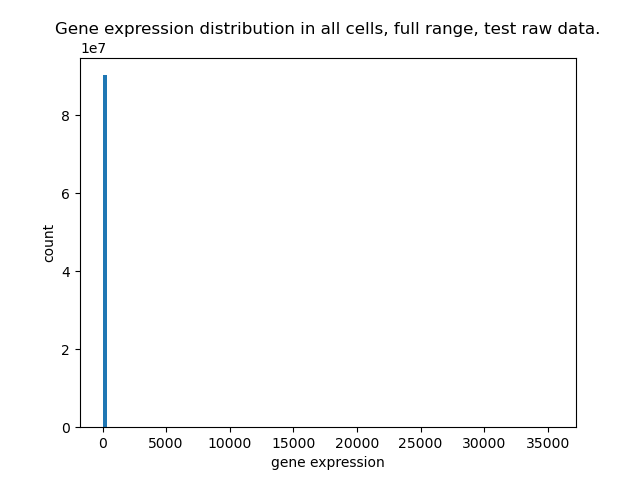 Gene expression distribution in all cells, full range, test raw data.
1e7
8
6
4
2
0
count
0 5000 10000 15000 20000 25000 30000 35000
gene expression